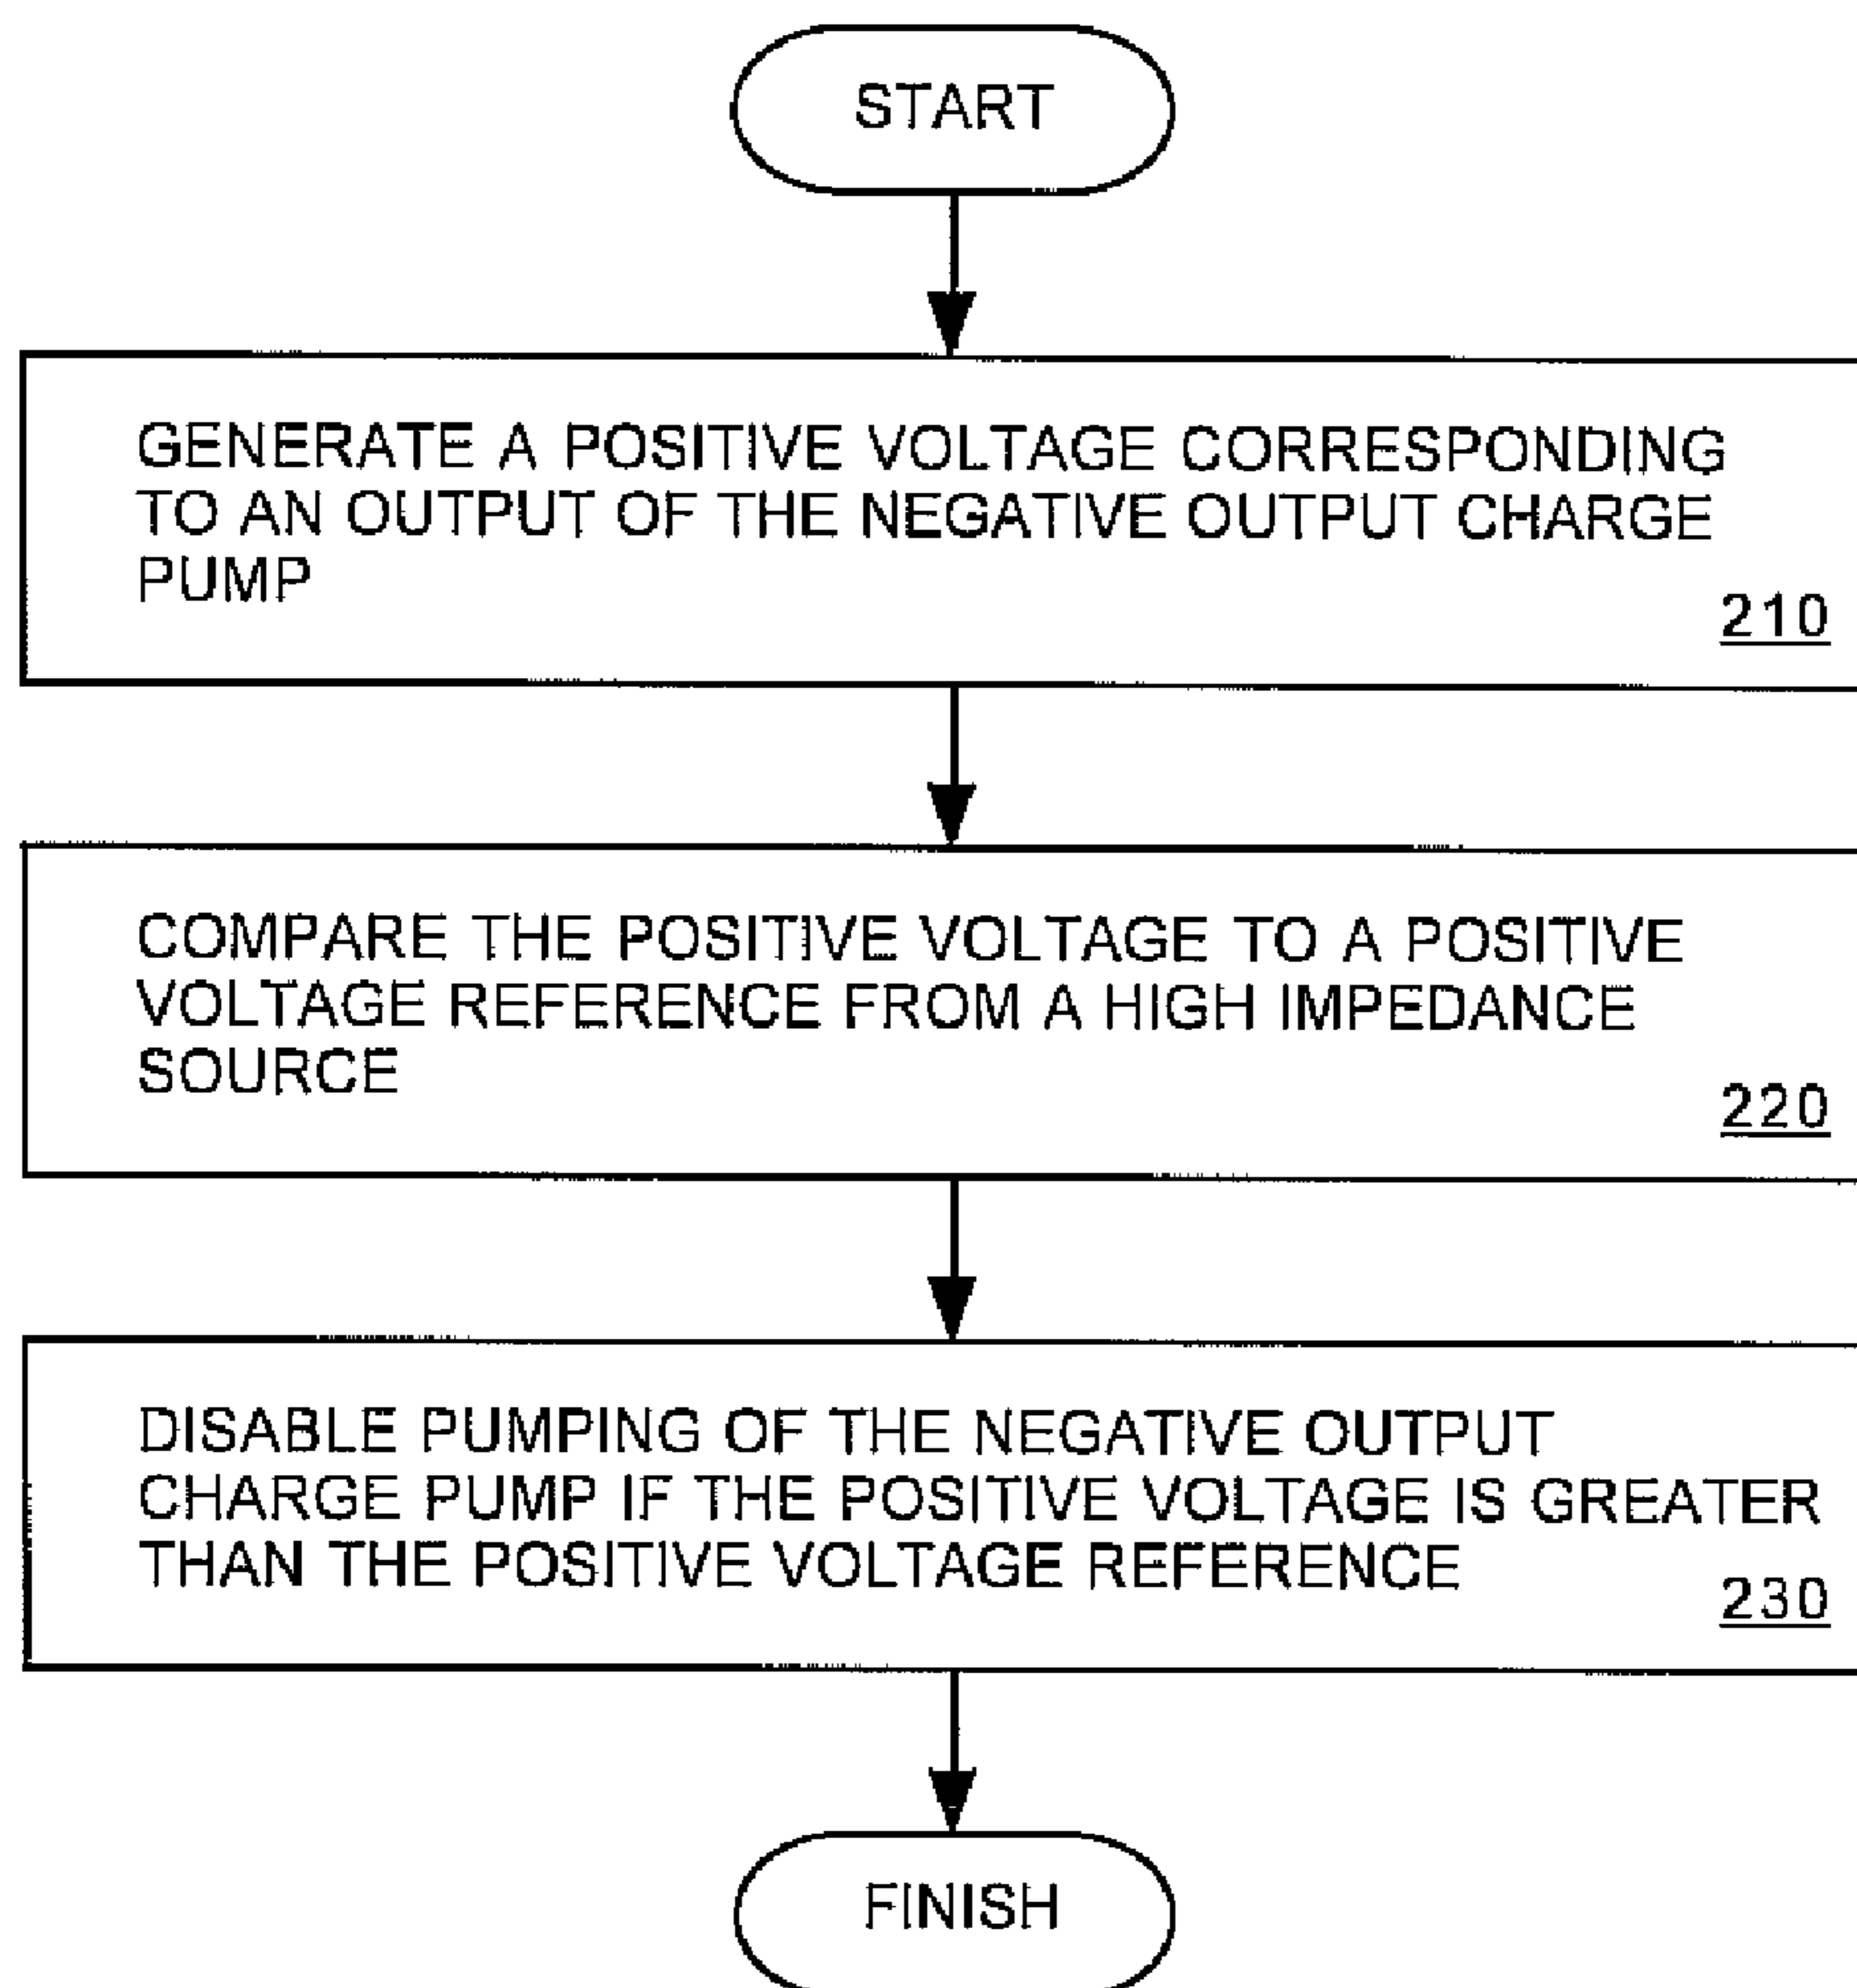 START
GENERATE A POSITIVE VOLTAGE CORRESPONDING
TO AN OUTPUT OF THE NEGATIVE OUTPUT CHARGE
PUMP
210
COMPARE THE POSITIVE VOLTAGE TO A POSITIVE
VOLTAGE REFERENCE FROM A HIGH IMPEDANCE
SOURCE
220
DISABLE PUMPING OF THE NEGATIVE OUTPUT
CHARGE PUMP IF THE POSITIVE VOLTAGE IS GREATER
THAN THE POSITIVE VOLTAGE REFERENCE
230
FINISH